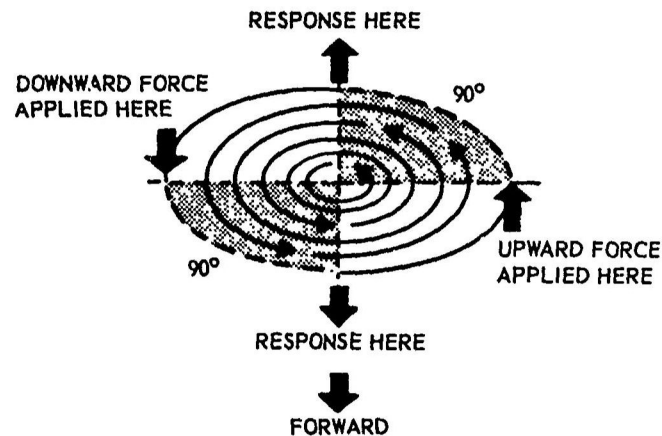 RESPONSE HERE
DOWNWARD FORCE
APPLIED HERE
90°
90°
UPWARD FORCE
APPLIED HERE
RESPONSE HERE
FORWARD